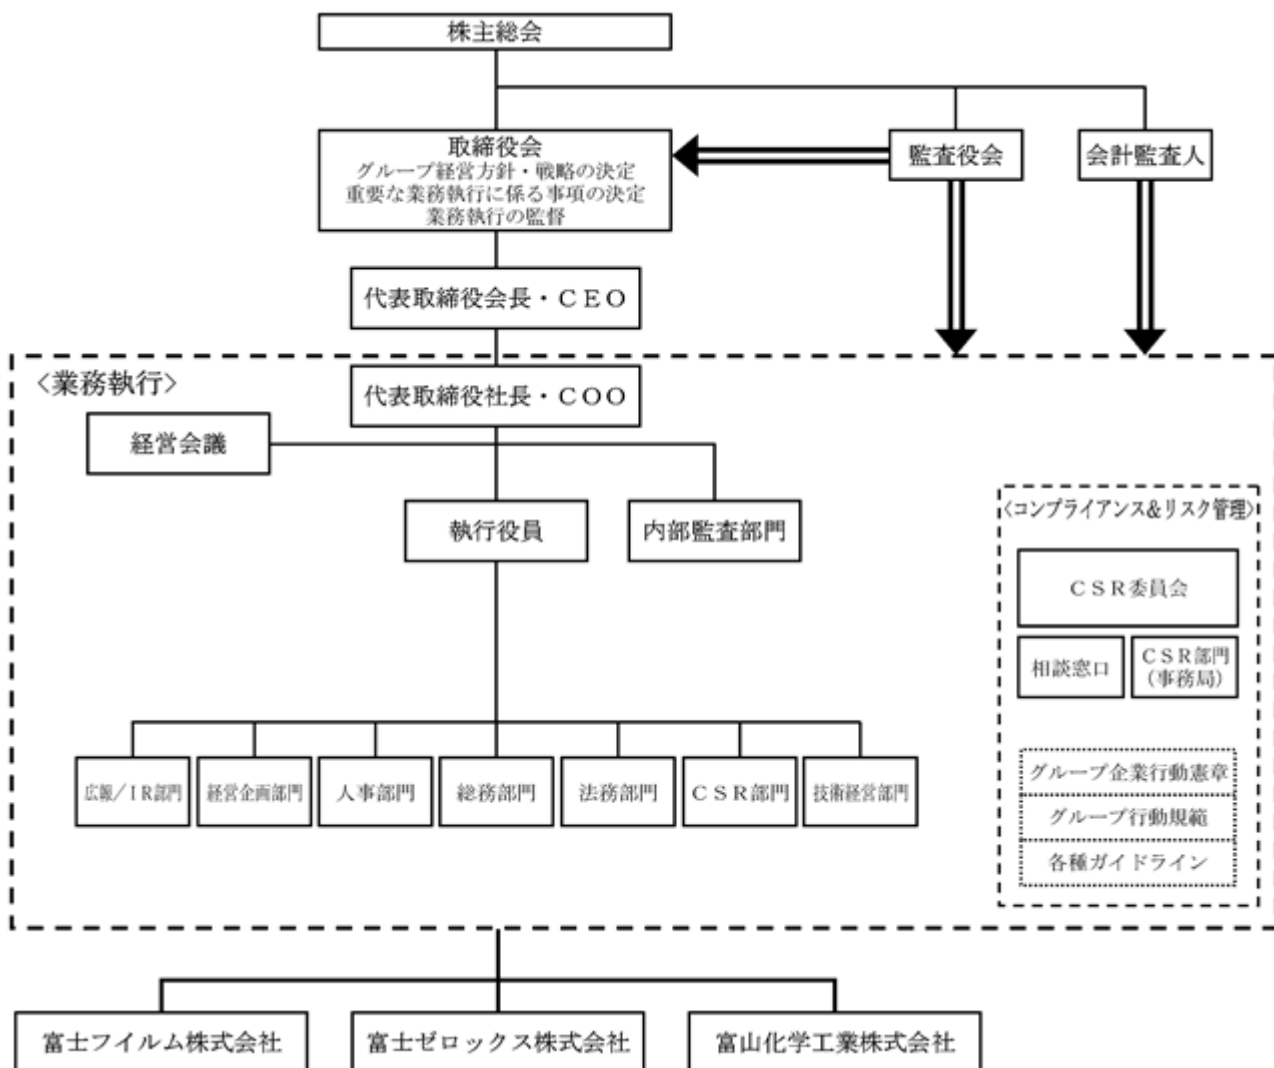 株主総会
取締役会
グループ経営方針・戦略の決定
重要な業務執行に係る事項の決定
業務執行の監督
監査役会
会計監査人
代表取締役会長・ＣＥＯ
〈業務執行〉
代表取締役社長・ＣＯＯ
経営会議
執行役員
内部監査部門
〈コンプライアンス＆リスク管理〉
ＣＳＲ委員会
相談窓口
ＣＳＲ部門
（事務局）
広報／ＩＲ部門
経営企画部門
人事部門
総務部門
法務部門
ＣＳＲ部門
技術経営部門
グループ企業行動憲章
グループ行動規範
各種ガイドライン
富士フイルム株式会社
富士ゼロックス株式会社
富山化学工業株式会社